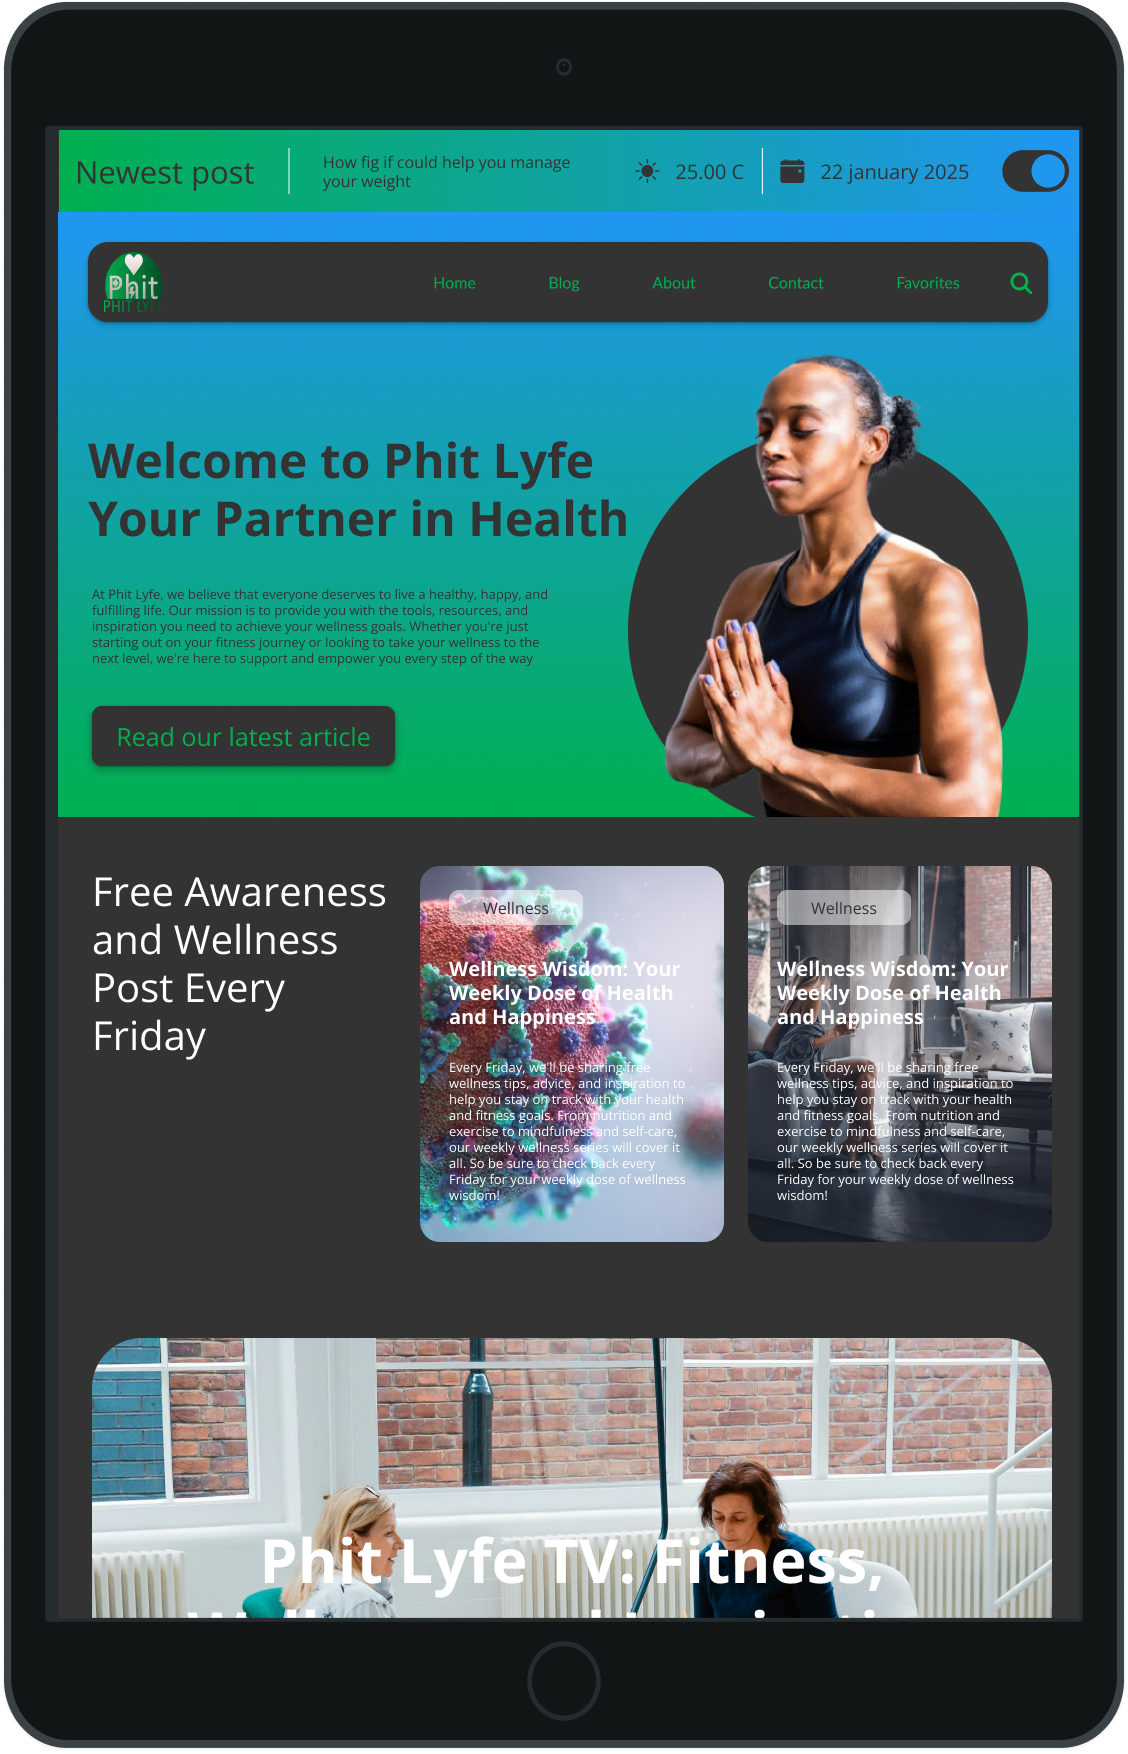 Newest post
How fig if could help you manage
your weight
25.00 C
22 january 2025
Phit
PHIT LYFE
Home
Blog
About
Contact
Favorites
Welcome to Phit Lyfe
Your Partner in Health
At Phit Lyfe, we believe that everyone deserves to live a healthy, happy, and
fulfilling life. Our mission is to provide you with the tools, resources, and
inspiration you need to achieve your wellness goals. Whether you're just
starting out on your fitness journey or looking to take your wellness to the
next level, we're here to support and empower you every step of the way
Read our latest article
Free Awareness
and Wellness
Post Every
Friday
Wellness
Wellness Wisdom: Your
Weekly Dose of Health
and Happiness
Every Friday, we'll be sharing free
wellness tips, advice, and inspiration to
help you stay on track with your health
and fitness goals. From nutrition and
exercise to mindfulness and self-care,
our weekly wellness series will cover it
all. So be sure to check back every
Friday for your weekly dose of wellness
wisdom!
Wellness
Wellness Wisdom: Your
Weekly Dose of Health
and Happiness
Every Friday, we'll be sharing free
wellness tips, advice, and inspiration to
help you stay on track with your health
and fitness goals. From nutrition and
exercise to mindfulness and self-care,
our weekly wellness series will cover it
all. So be sure to check back every
Friday for your weekly dose of wellness
wisdom!
Phit Lyfe TV: Fitness,